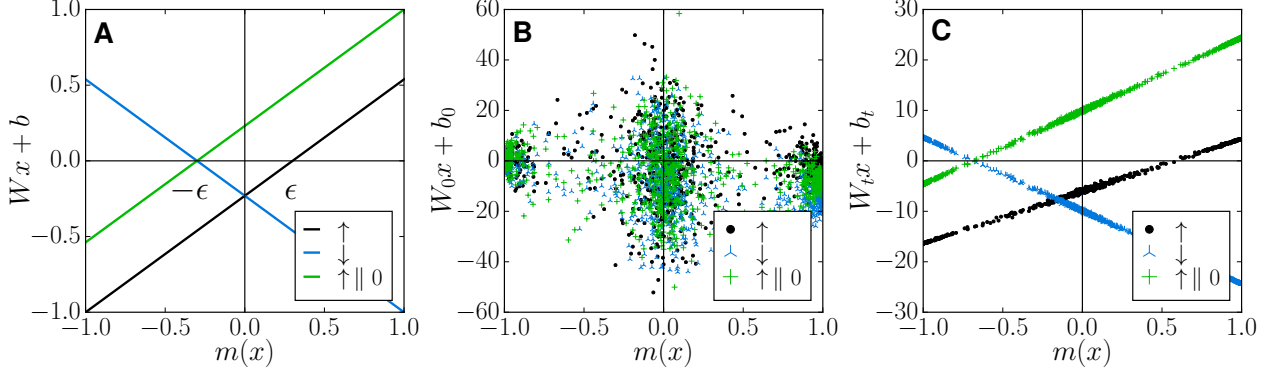 A
Wx + b
1.0
0.5
0.0
−0.5
−1.0
−ϵ
ϵ
↑
↓
↑ ∥ 0
−1.0 −0.5 0.0 0.5 1.0
m(x)
B
W₀x + b₀
60
40
20
0
−20
−40
−60
↑
↓
↑ ∥ 0
−1.0 −0.5 0.0 0.5 1.0
m(x)
C
Wₜx + bₜ
30
20
10
0
−10
−20
−30
↑
↓
↑ ∥ 0
−1.0 −0.5 0.0 0.5 1.0
m(x)